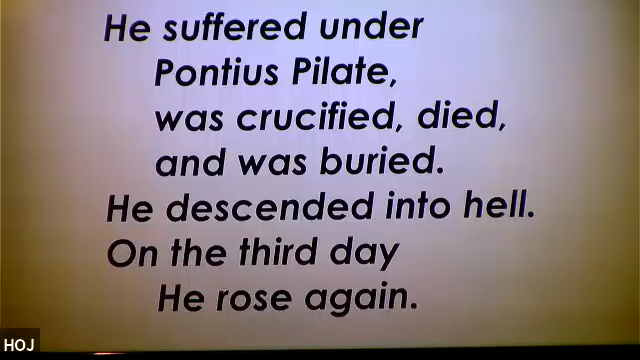 He suffered under
Pontius Pilate,
was crucified, died,
and was buried.
He descended into hell.
On the third day
He rose again.
HOJ